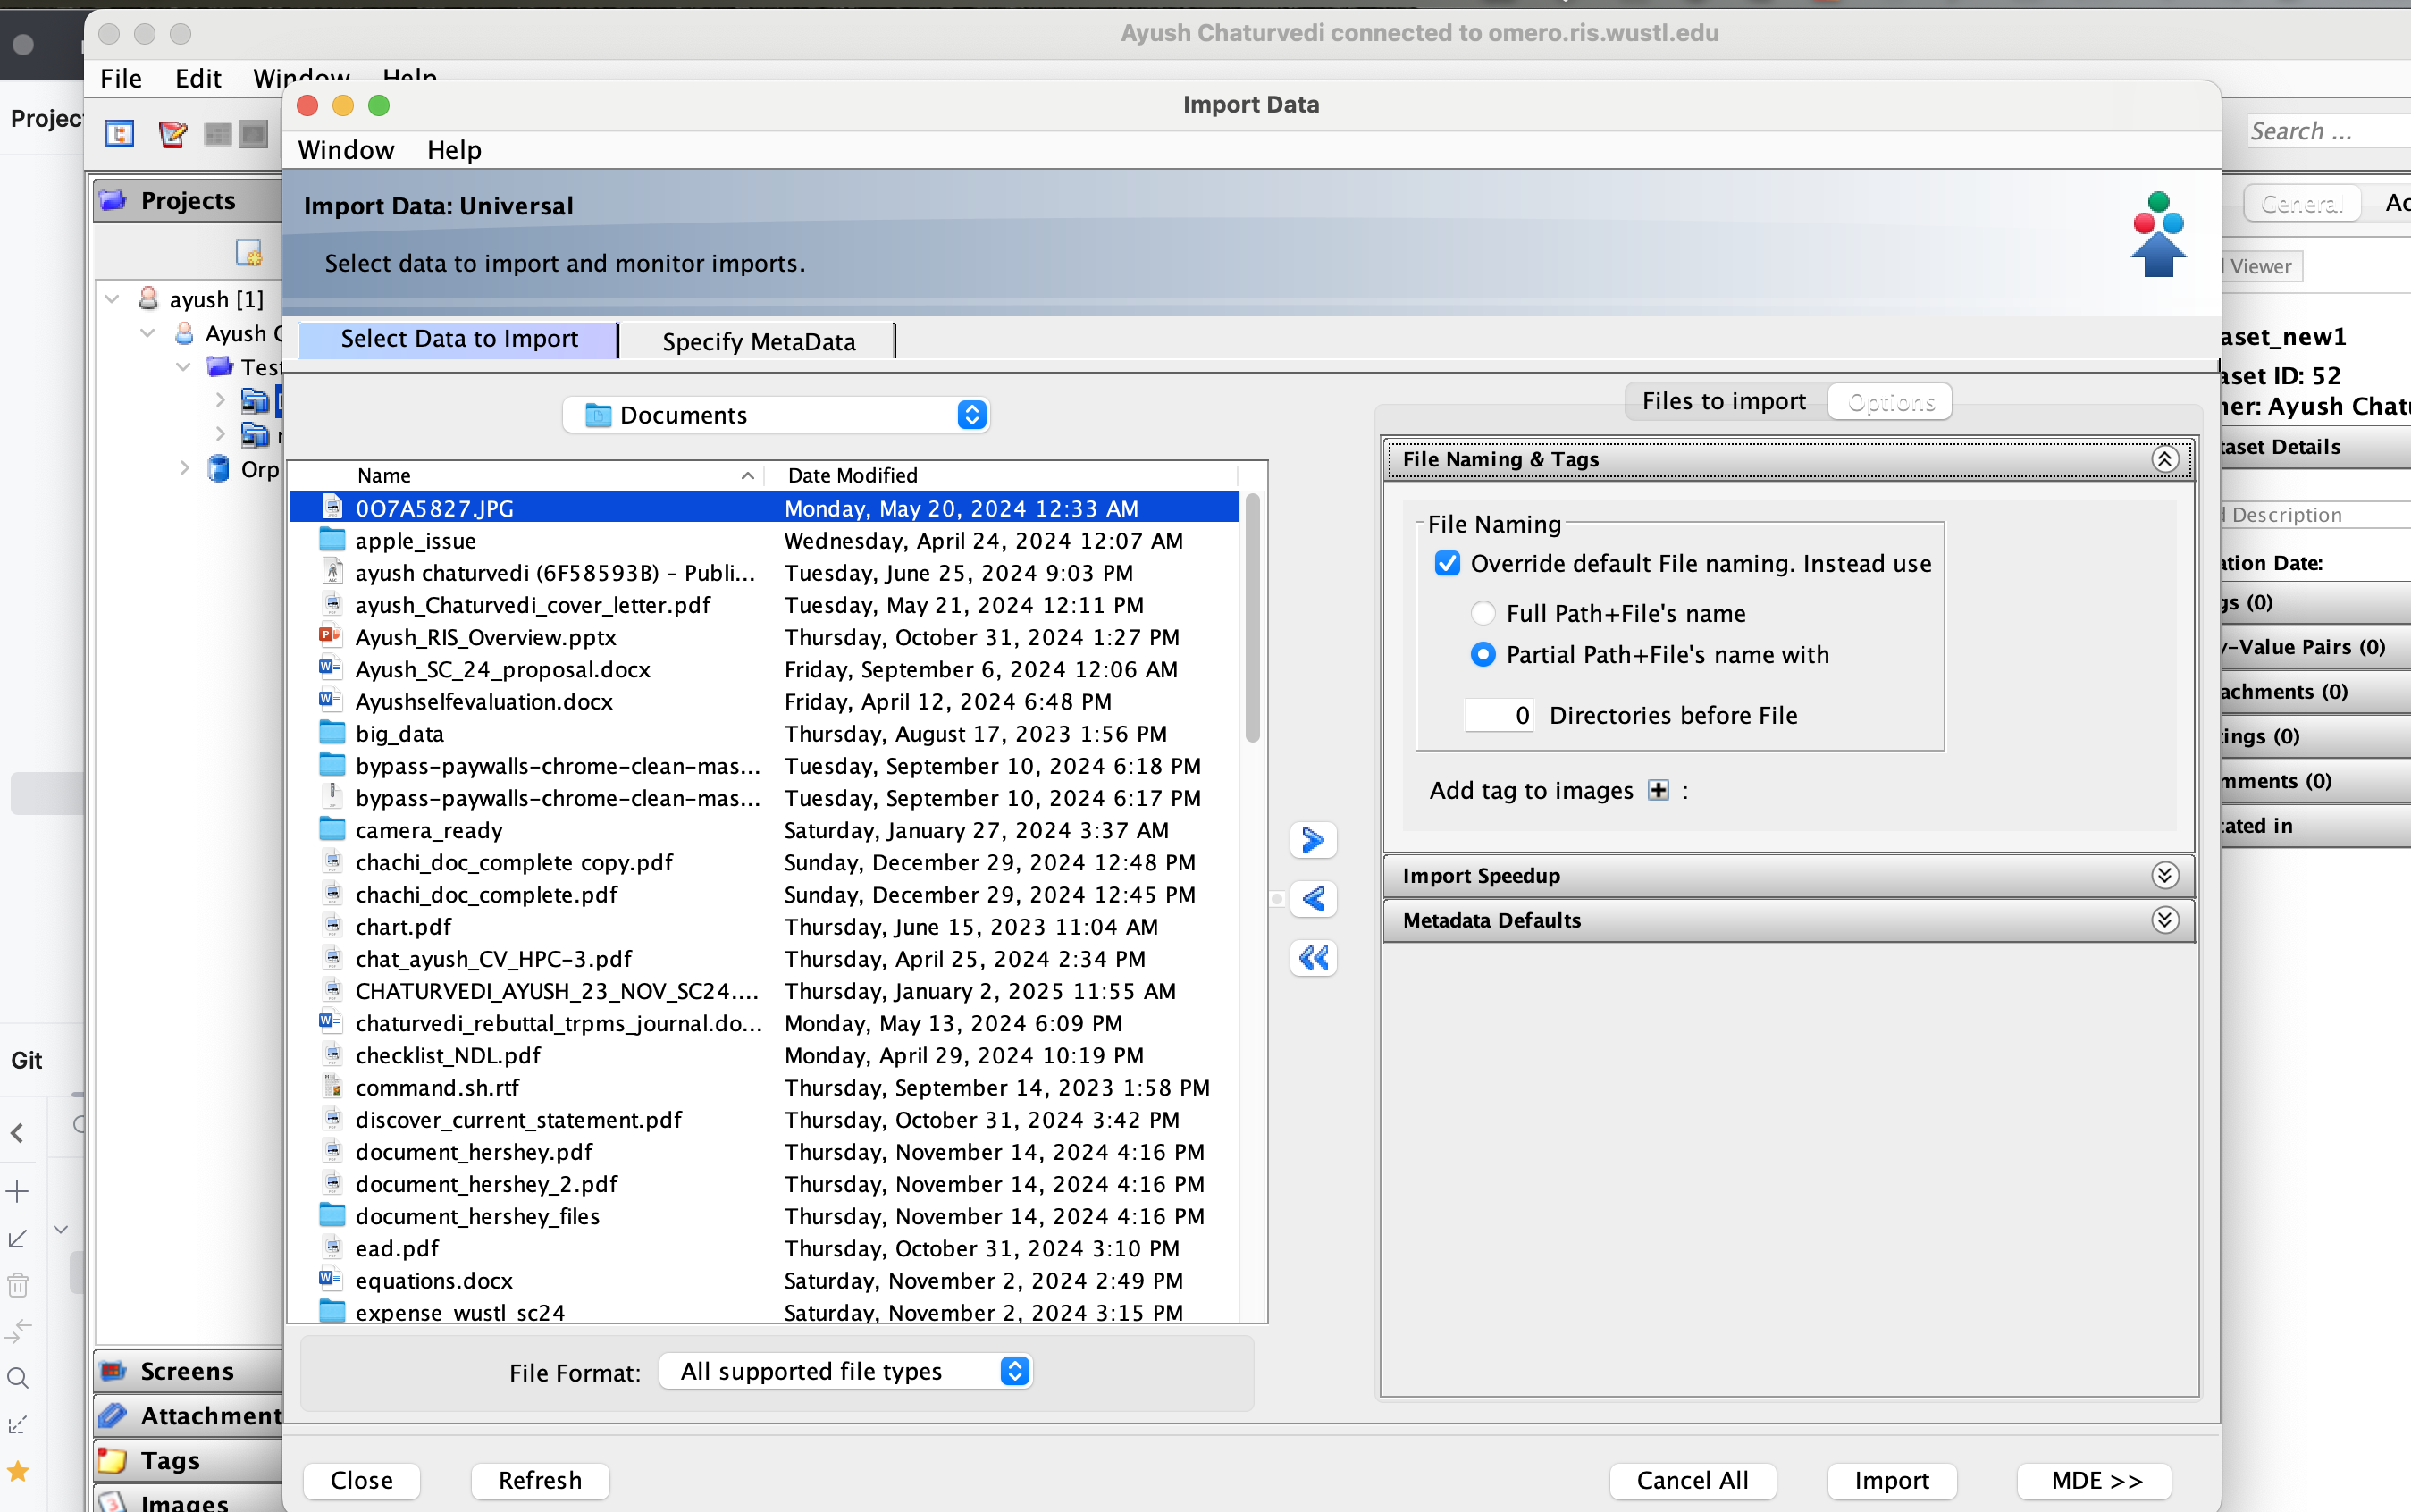 Ayush Chaturvedi connected to omero.ris.wustl.edu
File Edit Window Help
Import Data
Window Help
Search ...
Projects
Import Data: Universal
Select data to import and monitor imports.
General
Viewer
ayush [1]
Ayush
Select Data to Import
Specify MetaData
aset_new1
aset ID: 52
Documents
Files to import
Options
taset Details
Name
Date Modified
File Naming & Tags
0O7A5827.JPG Monday, May 20, 2024 12:33 AM
apple_issue Wednesday, April 24, 2024 12:07 AM
ayush chaturvedi (6F58593B) – Publi... Tuesday, June 25, 2024 9:03 PM
ayush_Chaturvedi_cover_letter.pdf Tuesday, May 21, 2024 12:11 PM
Ayush_RIS_Overview.pptx Thursday, October 31, 2024 1:27 PM
Ayush_SC_24_proposal.docx Friday, September 6, 2024 12:06 AM
Ayushselfevaluation.docx Friday, April 12, 2024 6:48 PM
big_data Thursday, August 17, 2023 1:56 PM
bypass-paywalls-chrome-clean-mas... Tuesday, September 10, 2024 6:18 PM
bypass-paywalls-chrome-clean-mas... Tuesday, September 10, 2024 6:17 PM
camera_ready Saturday, January 27, 2024 3:37 AM
chachi_doc_complete copy.pdf Sunday, December 29, 2024 12:48 PM
chachi_doc_complete.pdf Sunday, December 29, 2024 12:45 PM
chart.pdf Thursday, June 15, 2023 11:04 AM
chat_ayush_CV_HPC-3.pdf Thursday, April 25, 2024 2:34 PM
CHATURVEDI_AYUSH_23_NOV_SC24.... Thursday, January 2, 2025 11:55 AM
chaturvedi_rebuttal_trpms_journal.do... Monday, May 13, 2024 6:09 PM
checklist_NDL.pdf Monday, April 29, 2024 10:19 PM
command.sh.rtf Thursday, September 14, 2023 1:58 PM
discover_current_statement.pdf Thursday, October 31, 2024 3:42 PM
document_hershey.pdf Thursday, November 14, 2024 4:16 PM
document_hershey_2.pdf Thursday, November 14, 2024 4:16 PM
document_hershey_files Thursday, November 14, 2024 4:16 PM
ead.pdf Thursday, October 31, 2024 3:10 PM
equations.docx Saturday, November 2, 2024 2:49 PM
expense_wustl_sc24 Saturday, November 2, 2024 3:15 PM
File Naming
Override default File naming. Instead use
Full Path+File's name
Partial Path+File's name with
0 Directories before File
Add tag to images :
Import Speedup
Metadata Defaults
Description
ation Date:
gs (0)
y-Value Pairs (0)
achments (0)
tings (0)
mments (0)
cated in
Git
Screens
Attachment
Tags
Images
File Format: All supported file types
Close
Refresh
Cancel All
Import
MDE >>